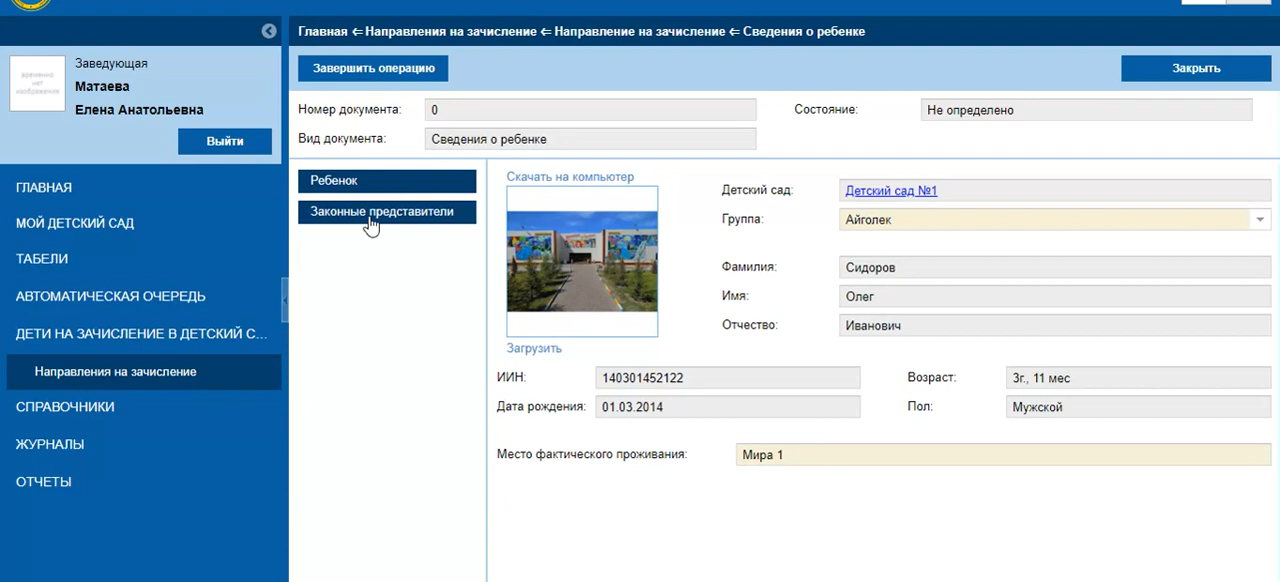 Главная ⇐ Направления на зачисление ⇐ Направление на зачисление ⇐ Сведения о ребенке
временно
нет
изображения
Заведующая
Матаева
Елена Анатольевна
Выйти
ГЛАВНАЯ
МОЙ ДЕТСКИЙ САД
ТАБЕЛИ
АВТОМАТИЧЕСКАЯ ОЧЕРЕДЬ
ДЕТИ НА ЗАЧИСЛЕНИЕ В ДЕТСКИЙ С...
Направления на зачисление
СПРАВОЧНИКИ
ЖУРНАЛЫ
ОТЧЕТЫ
Завершить операцию
Закрыть
Номер документа: 0
Состояние: Не определено
Вид документа: Сведения о ребенке
Ребенок
Законные представители
Скачать на компьютер
Загрузить
Детский сад: Детский сад №1
Группа: Айголек
Фамилия: Сидоров
Имя: Олег
Отчество: Иванович
ИИН: 140301452122
Возраст: 3г., 11 мес
Дата рождения: 01.03.2014
Пол: Мужской
Место фактического проживания: Мира 1